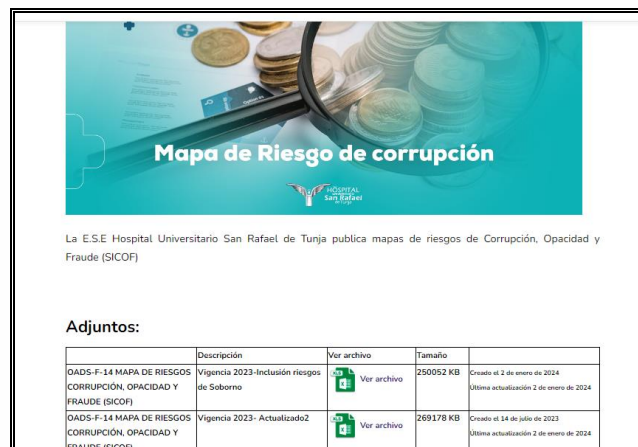 Mapa de Riesgo de corrupción
HOSPITAL
San Rafael
de Tunja
La E.S.E Hospital Universitario San Rafael de Tunja publica mapas de riesgos de Corrupción, Opacidad y
Fraude (SICOF)
Adjuntos:
Descripción Ver archivo Tamaño
OADS-F-14 MAPA DE RIESGOS Vigencia 2023-Inclusión riesgos Ver archivo 250052 KB Creado el 2 de enero de 2024
CORRUPCIÓN, OPACIDAD Y de Soborno Última actualización 2 de enero de 2024
FRAUDE (SICOF)
OADS-F-14 MAPA DE RIESGOS Vigencia 2023- Actualizado2 Ver archivo 269178 KB Creado el 14 de julio de 2023
CORRUPCIÓN, OPACIDAD Y Última actualización 2 de enero de 2024
FRAUDE (SICOF)